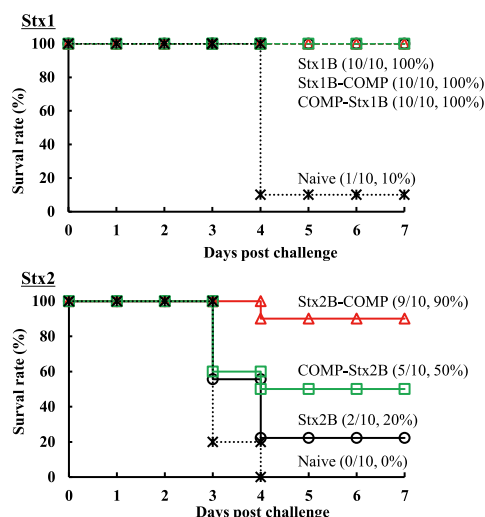 Stx1
100
80
60
40
20
0
Surval rate (%)
Stx1B (10/10, 100%)
Stx1B-COMP (10/10, 100%)
COMP-Stx1B (10/10, 100%)
Naive (1/10, 10%)
0 1 2 3 4 5 6 7
Days post challenge
Stx2
100
80
60
40
20
0
Surval rate (%)
Stx2B-COMP (9/10, 90%)
COMP-Stx2B (5/10, 50%)
Stx2B (2/10, 20%)
Naive (0/10, 0%)
0 1 2 3 4 5 6 7
Days post challenge